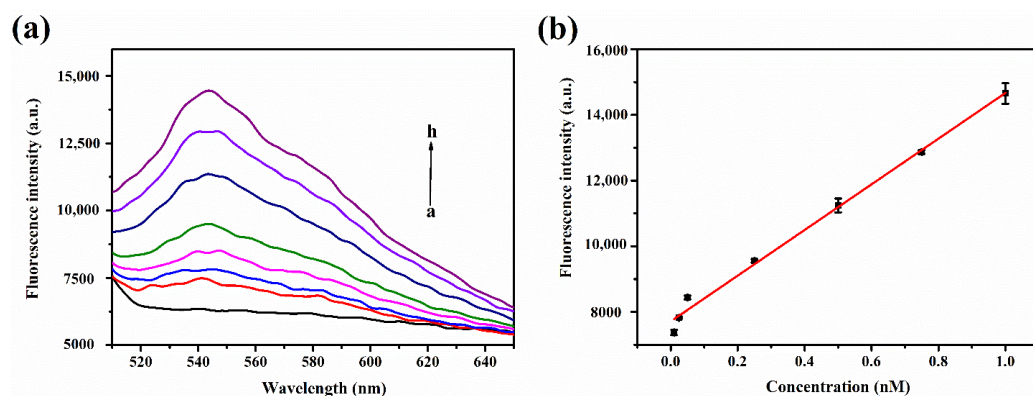 (a)
Fluorescence intensity (a.u.)
15,000
12,500
10,000
7500
5000
h
a
520 540 560 580 600 620 640
Wavelength (nm)
(b)
Fluorescence intensity (a.u.)
16,000
14,000
12,000
10,000
8000
0.0 0.2 0.4 0.6 0.8 1.0
Concentration (nM)